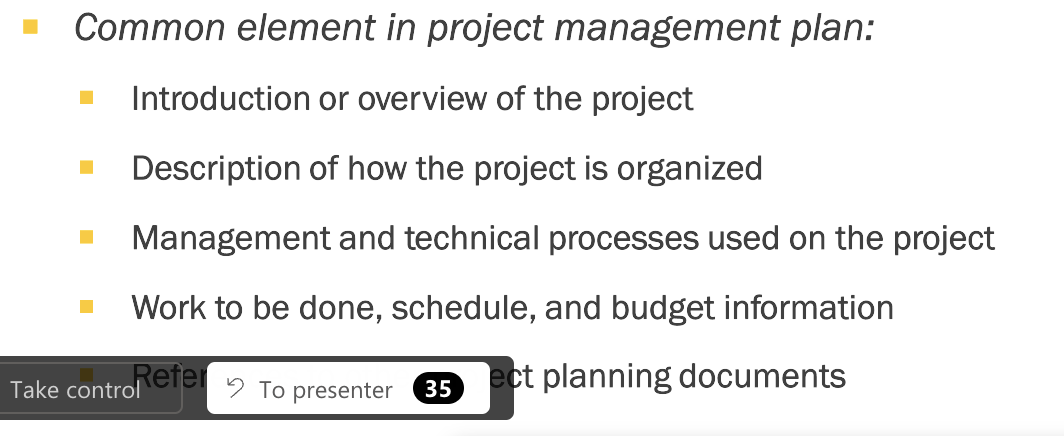 Common element in project management plan:
Introduction or overview of the project
Description of how the project is organized
Management and technical processes used on the project
Work to be done, schedule, and budget information
planning documents
Take control
To presenter 35